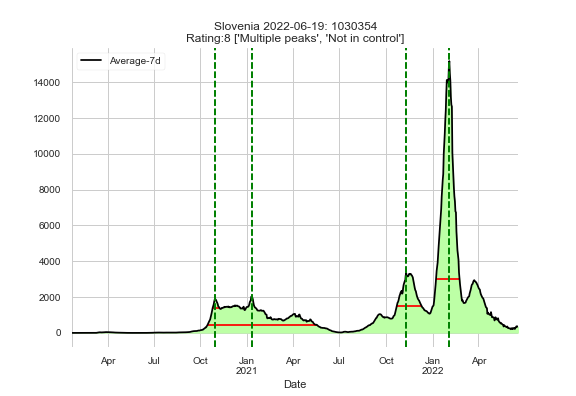 Slovenia 2022-06-19: 1030354
Rating:8 ['Multiple peaks', 'Not in control']
Average-7d
14000
12000
10000
8000
6000
4000
2000
0
Apr Jul Oct Jan Apr Jul Oct Jan Apr
2021 2022
Date